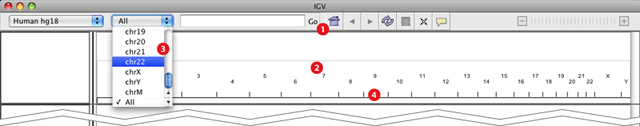 IGV
Human hg18 All Go
1
chr19
chr20
chr21
chr22
chrX
chrY
chrM
✓ All
3
2
3 5 7 9 11 13 15 17 19 21 X
4 6 8 10 12 14 16 18 20 22 Y
4